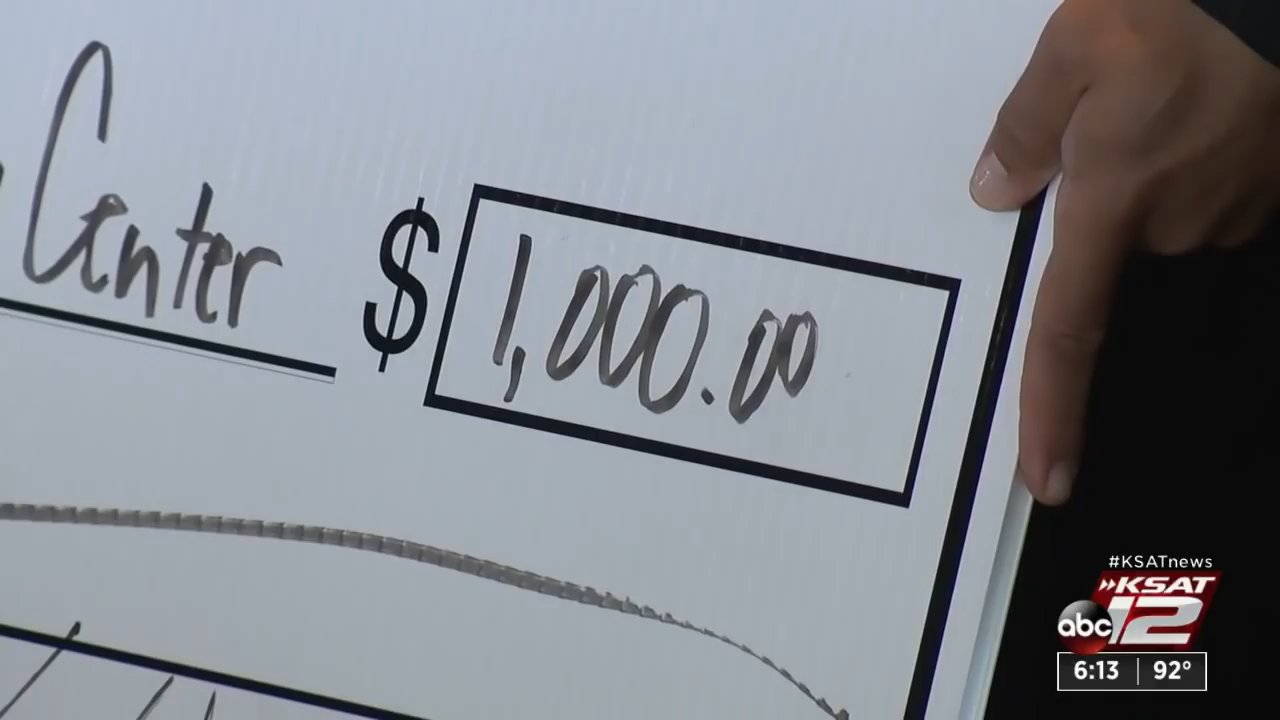 Center $ 1,000.00
#KSATnews
KSAT
abc 12
6:13 92°